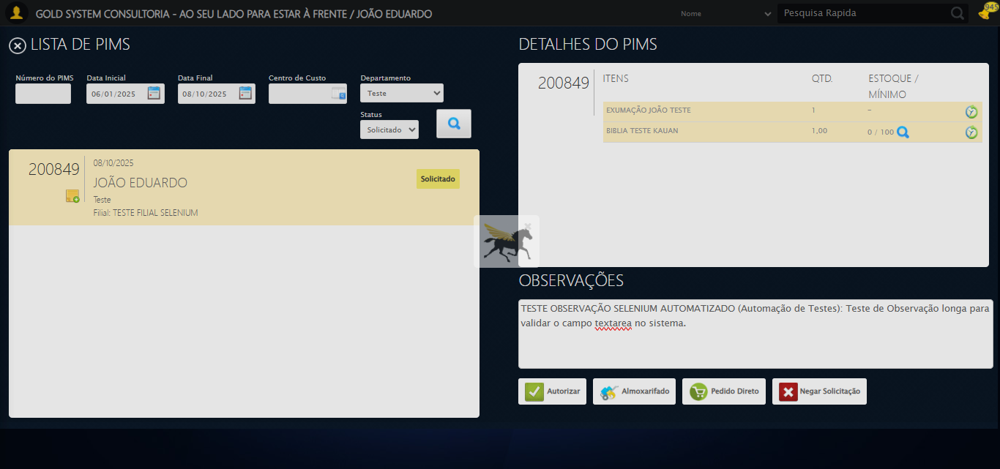 GOLD SYSTEM CONSULTORIA - AO SEU LADO PARA ESTAR À FRENTE / JOÃO EDUARDO
Nome
Pesquisa Rapida
945
LISTA DE PIMS
Número do PIMS
Data Inicial
Data Final
Centro de Custo
Departamento
06/01/2025
08/10/2025
Teste
Status
Solicitado
200849
08/10/2025
JOÃO EDUARDO
Teste
Filial: TESTE FILIAL SELENIUM
Solicitado
DETALHES DO PIMS
200849
ITENS
QTD.
ESTOQUE /
MÍNIMO
EXUMAÇÃO JOÃO TESTE
1
-
BIBLIA TESTE KAUAN
1,00
0 / 100
OBSERVAÇÕES
TESTE OBSERVAÇÃO SELENIUM AUTOMATIZADO (Automação de Testes): Teste de Observação longa para
validar o campo textarea no sistema.
Autorizar
Almoxarifado
Pedido Direto
Negar Solicitação